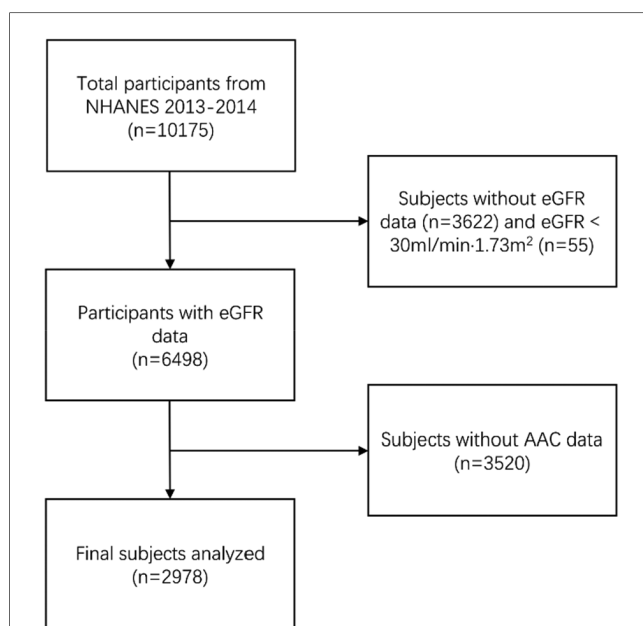 Total participants from
NHANES 2013-2014
(n=10175)
Subjects without eGFR
data (n=3622) and eGFR <
30ml/min·1.73m²  (n=55)
Participants with eGFR
data
(n=6498)
Subjects without AAC data
(n=3520)
Final subjects analyzed
(n=2978)